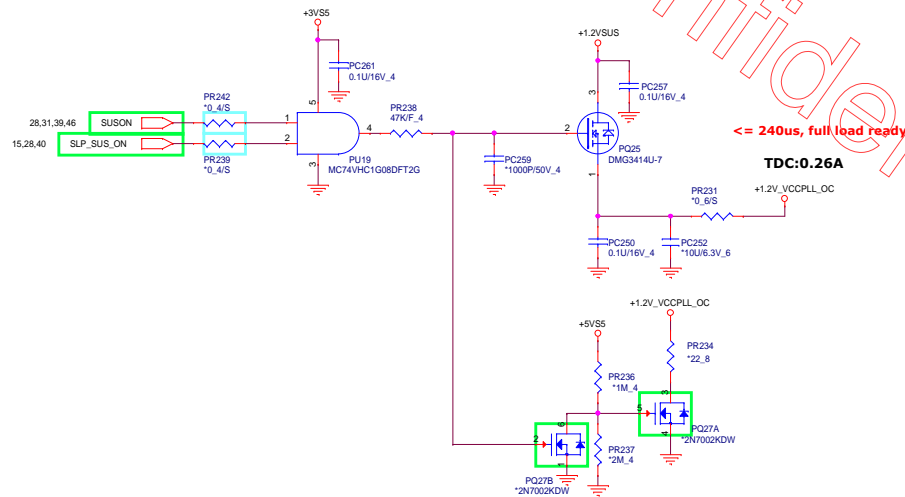 +3VS5
+1.2VSUS
PC261
0.1U/16V_4
PC257
0.1U/16V_4
PR242
*0_4/S
PR238
47K/F_4
5
3
28,31,39,46
SUSON
1
4
2
<= 240us, full load ready
15,28,40
SLP_SUS_ON
2
PQ25
DMG3414U-7
PR239
*0_4/S
3
PU19
MC74VHC1G08DFT2G
PC259
*1000P/50V_4
TDC:0.26A
1
PR231
*0_6/S
+1.2V_VCCPLL_OC
PC250
0.1U/16V_4
PC252
*10U/6.3V_6
+1.2V_VCCPLL_OC
+5VS5
PR234
*22_8
PR236
*1M_4
3
5
4
PQ27A
*2N7002KDW
6
2
1
PR237
*2M_4
PQ27B
*2N7002KDW